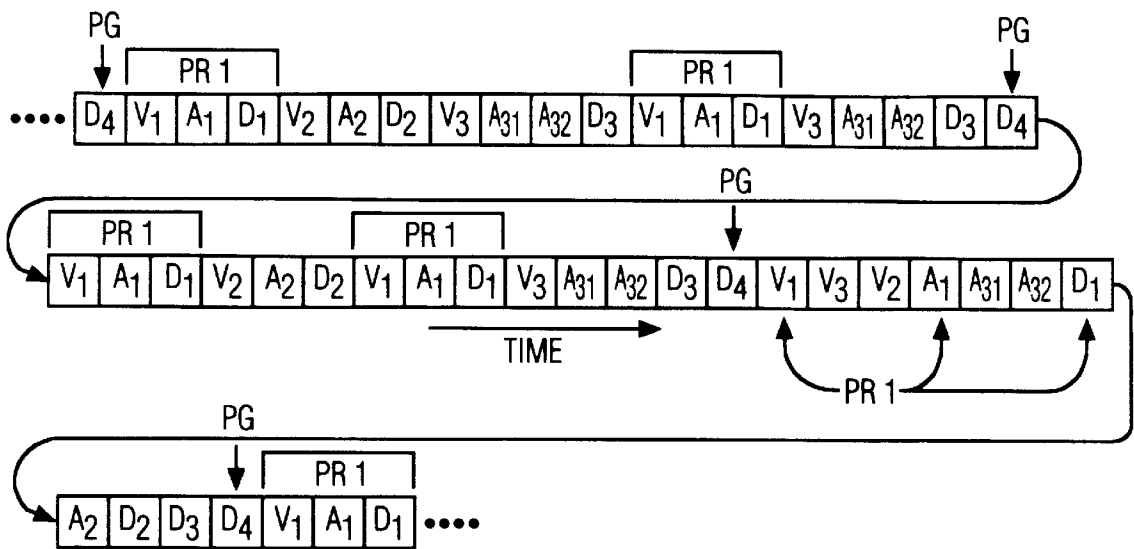 PG PG
PR 1 PR 1
D4 V1 A1 D1 V2 A2 D2 V3 A31 A32 D3 V1 A1 D1 V3 A31 A32 D3 D4
PG
PR 1 PR 1
V1 A1 D1 V2 A2 D2 V1 A1 D1 V3 A31 A32 D3 D4 V1 V3 V2 A1 A31 A32 D1
TIME
PR 1
PG
PR 1
A2 D2 D3 D4 V1 A1 D1